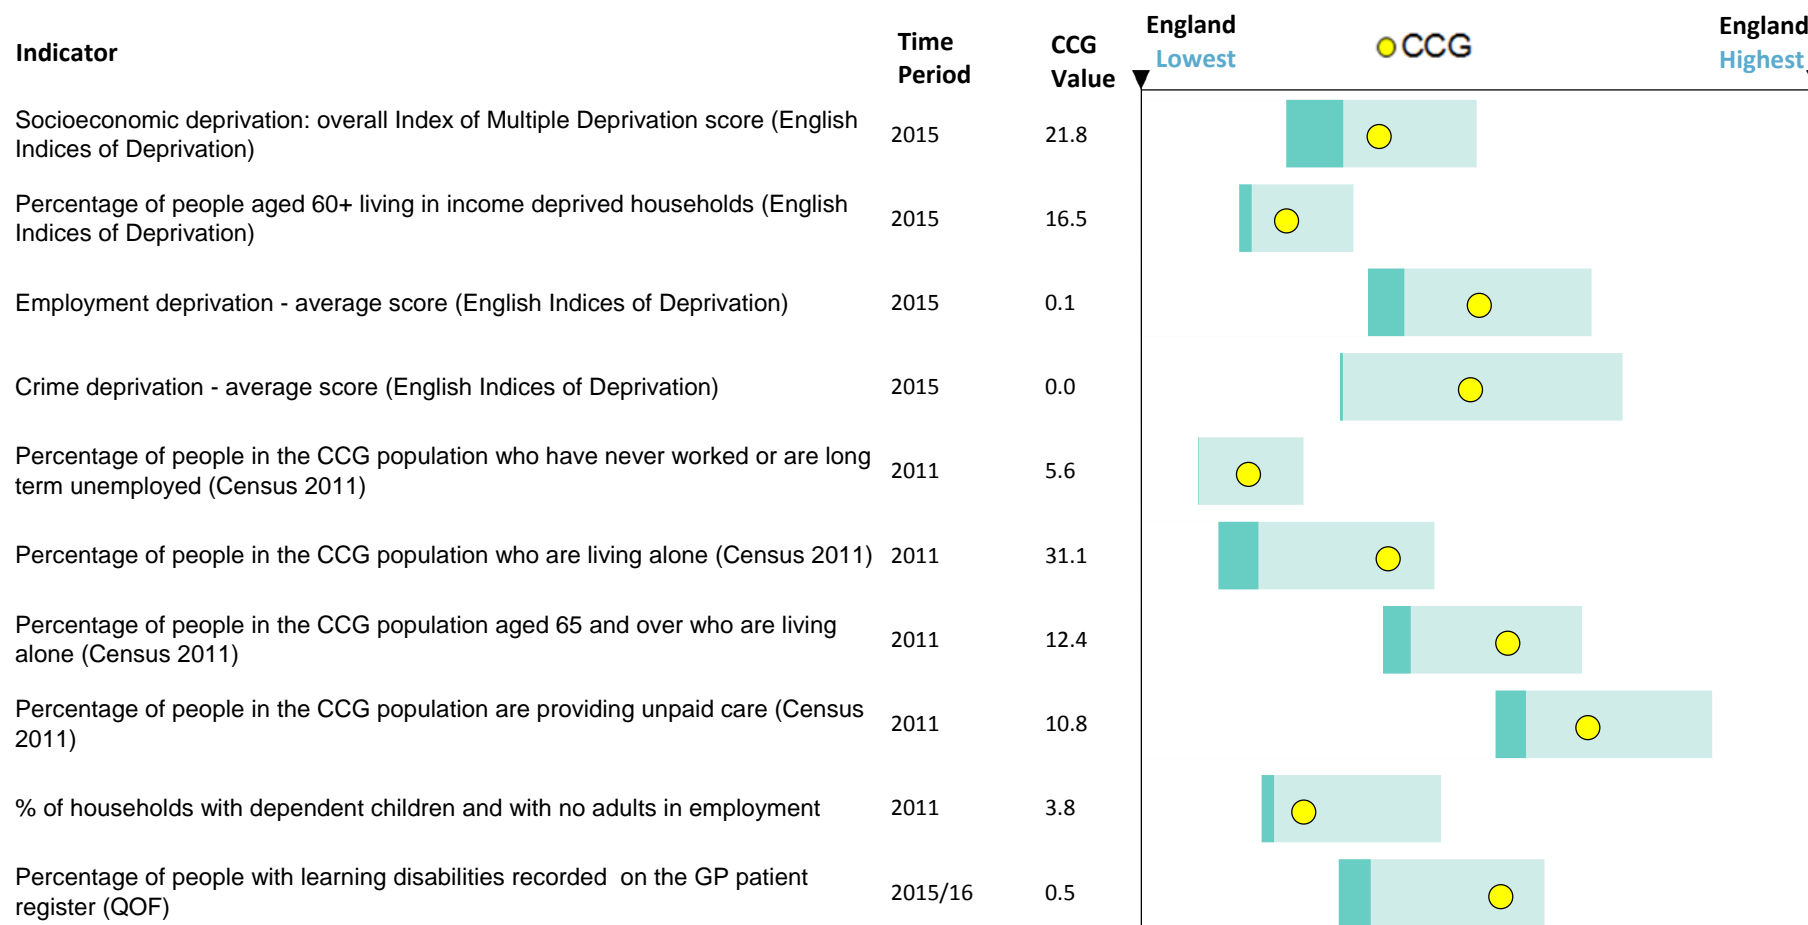 Indicator
Time
Period
CCG
Value
England
Lowest
CCG
England
Highest
Socioeconomic deprivation: overall Index of Multiple Deprivation score (English
Indices of Deprivation)
2015
21.8
Percentage of people aged 60+ living in income deprived households (English
Indices of Deprivation)
2015
16.5
Employment deprivation - average score (English Indices of Deprivation)
2015
0.1
Crime deprivation - average score (English Indices of Deprivation)
2015
0.0
Percentage of people in the CCG population who have never worked or are long
term unemployed (Census 2011)
2011
5.6
Percentage of people in the CCG population who are living alone (Census 2011)
2011
31.1
Percentage of people in the CCG population aged 65 and over who are living
alone (Census 2011)
2011
12.4
Percentage of people in the CCG population are providing unpaid care (Census
2011)
2011
10.8
% of households with dependent children and with no adults in employment
2011
3.8
Percentage of people with learning disabilities recorded  on the GP patient
register (QOF)
2015/16
0.5